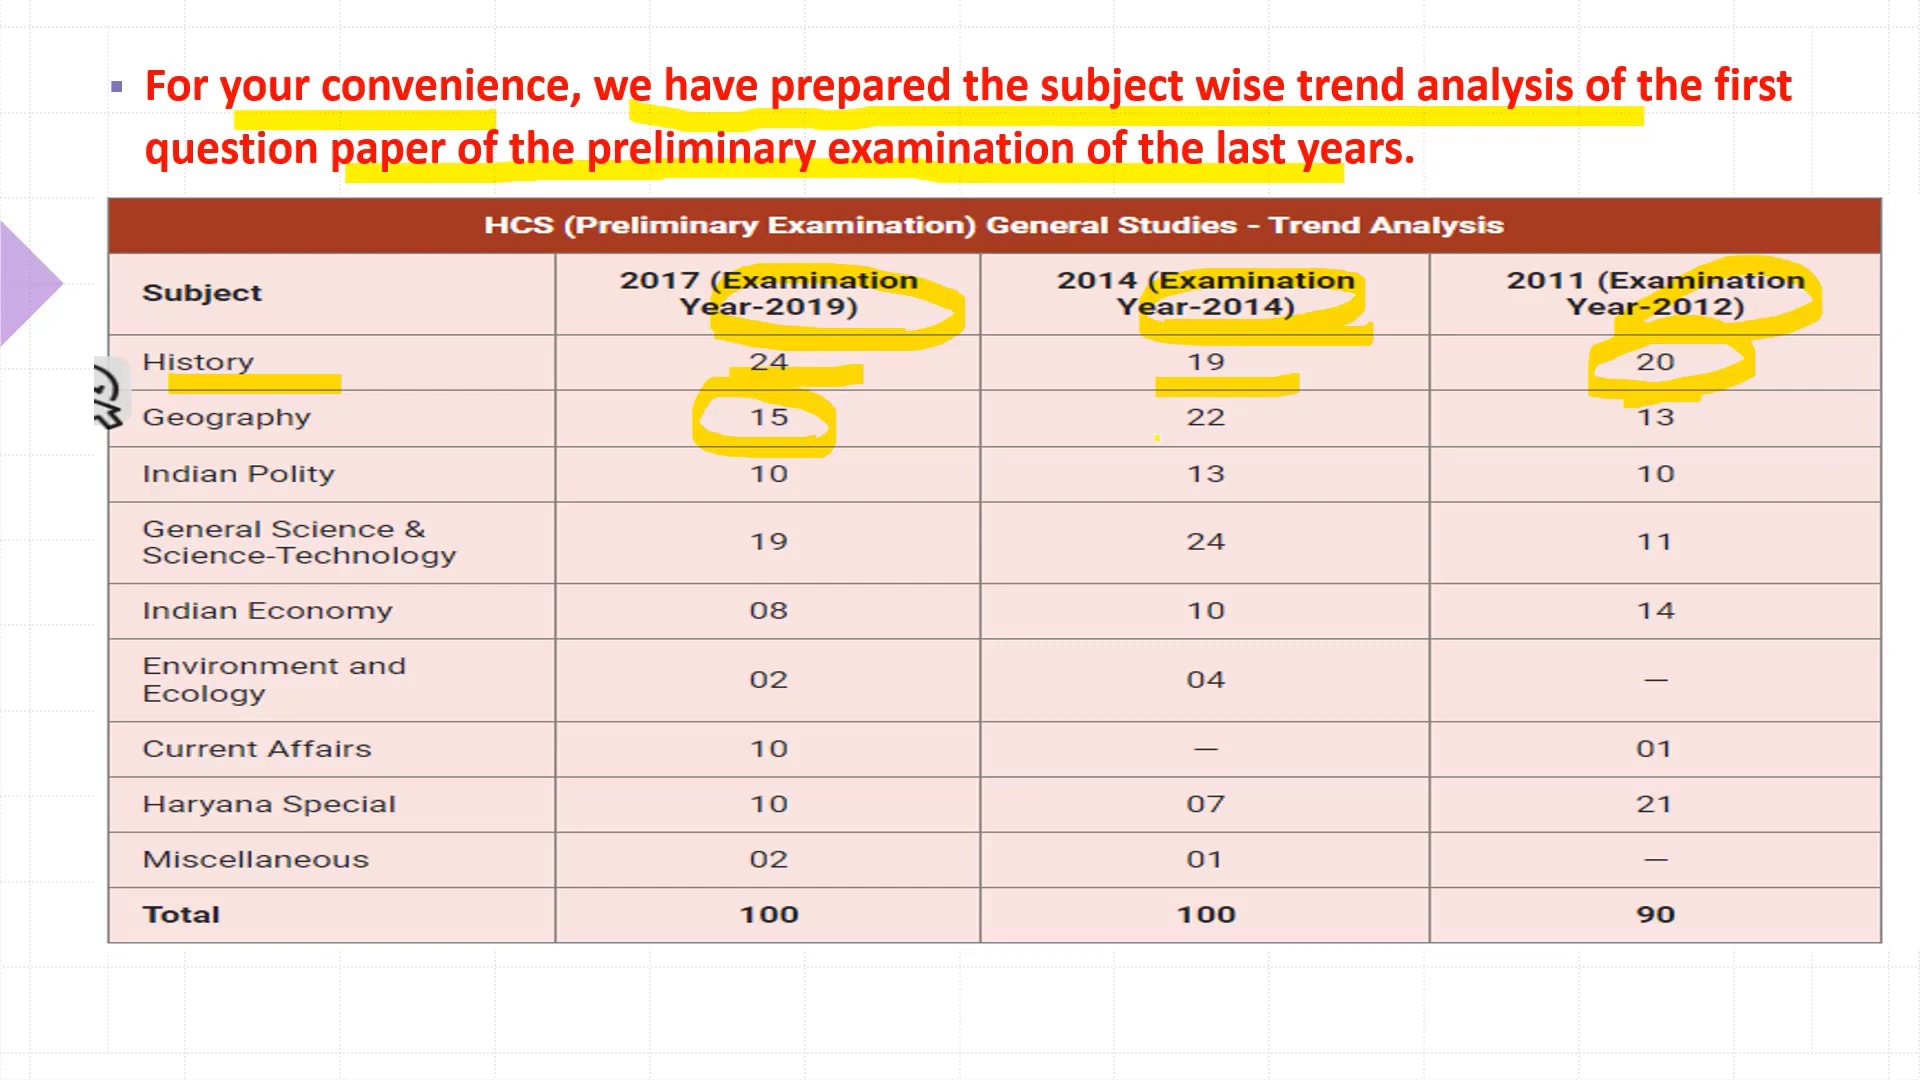 ▪ For your convenience, we have prepared the subject wise trend analysis of the first
question paper of the preliminary examination of the last years.
HCS (Preliminary Examination) General Studies - Trend Analysis
Subject 2017 (Examination Year-2019) 2014 (Examination Year-2014) 2011 (Examination Year-2012)
History 24 19 20
Geography 15 22 13
Indian Polity 10 13 10
General Science & Science-Technology 19 24 11
Indian Economy 08 10 14
Environment and Ecology 02 04 —
Current Affairs 10 — 01
Haryana Special 10 07 21
Miscellaneous 02 01 —
Total 100 100 90